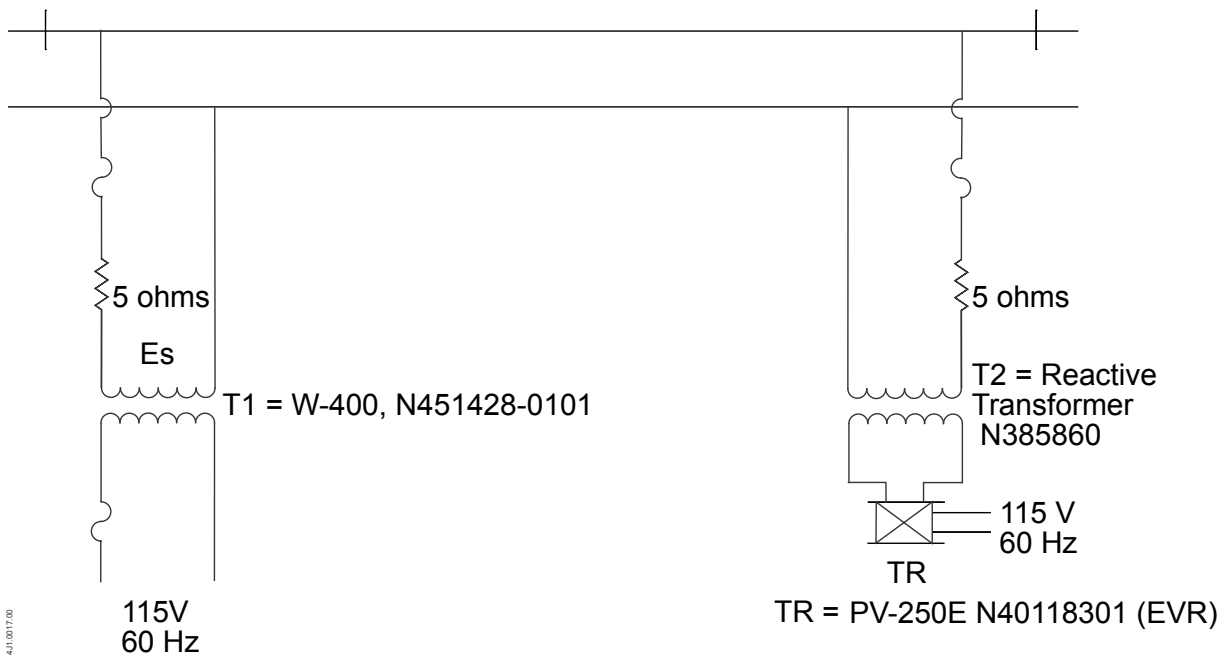 5 ohms
Es
T1 = W-400, N451428-0101
115V
60 Hz
5 ohms
T2 = Reactive
Transformer
N385860
115 V
60 Hz
TR
TR = PV-250E N40118301 (EVR)
4J1.0017.00